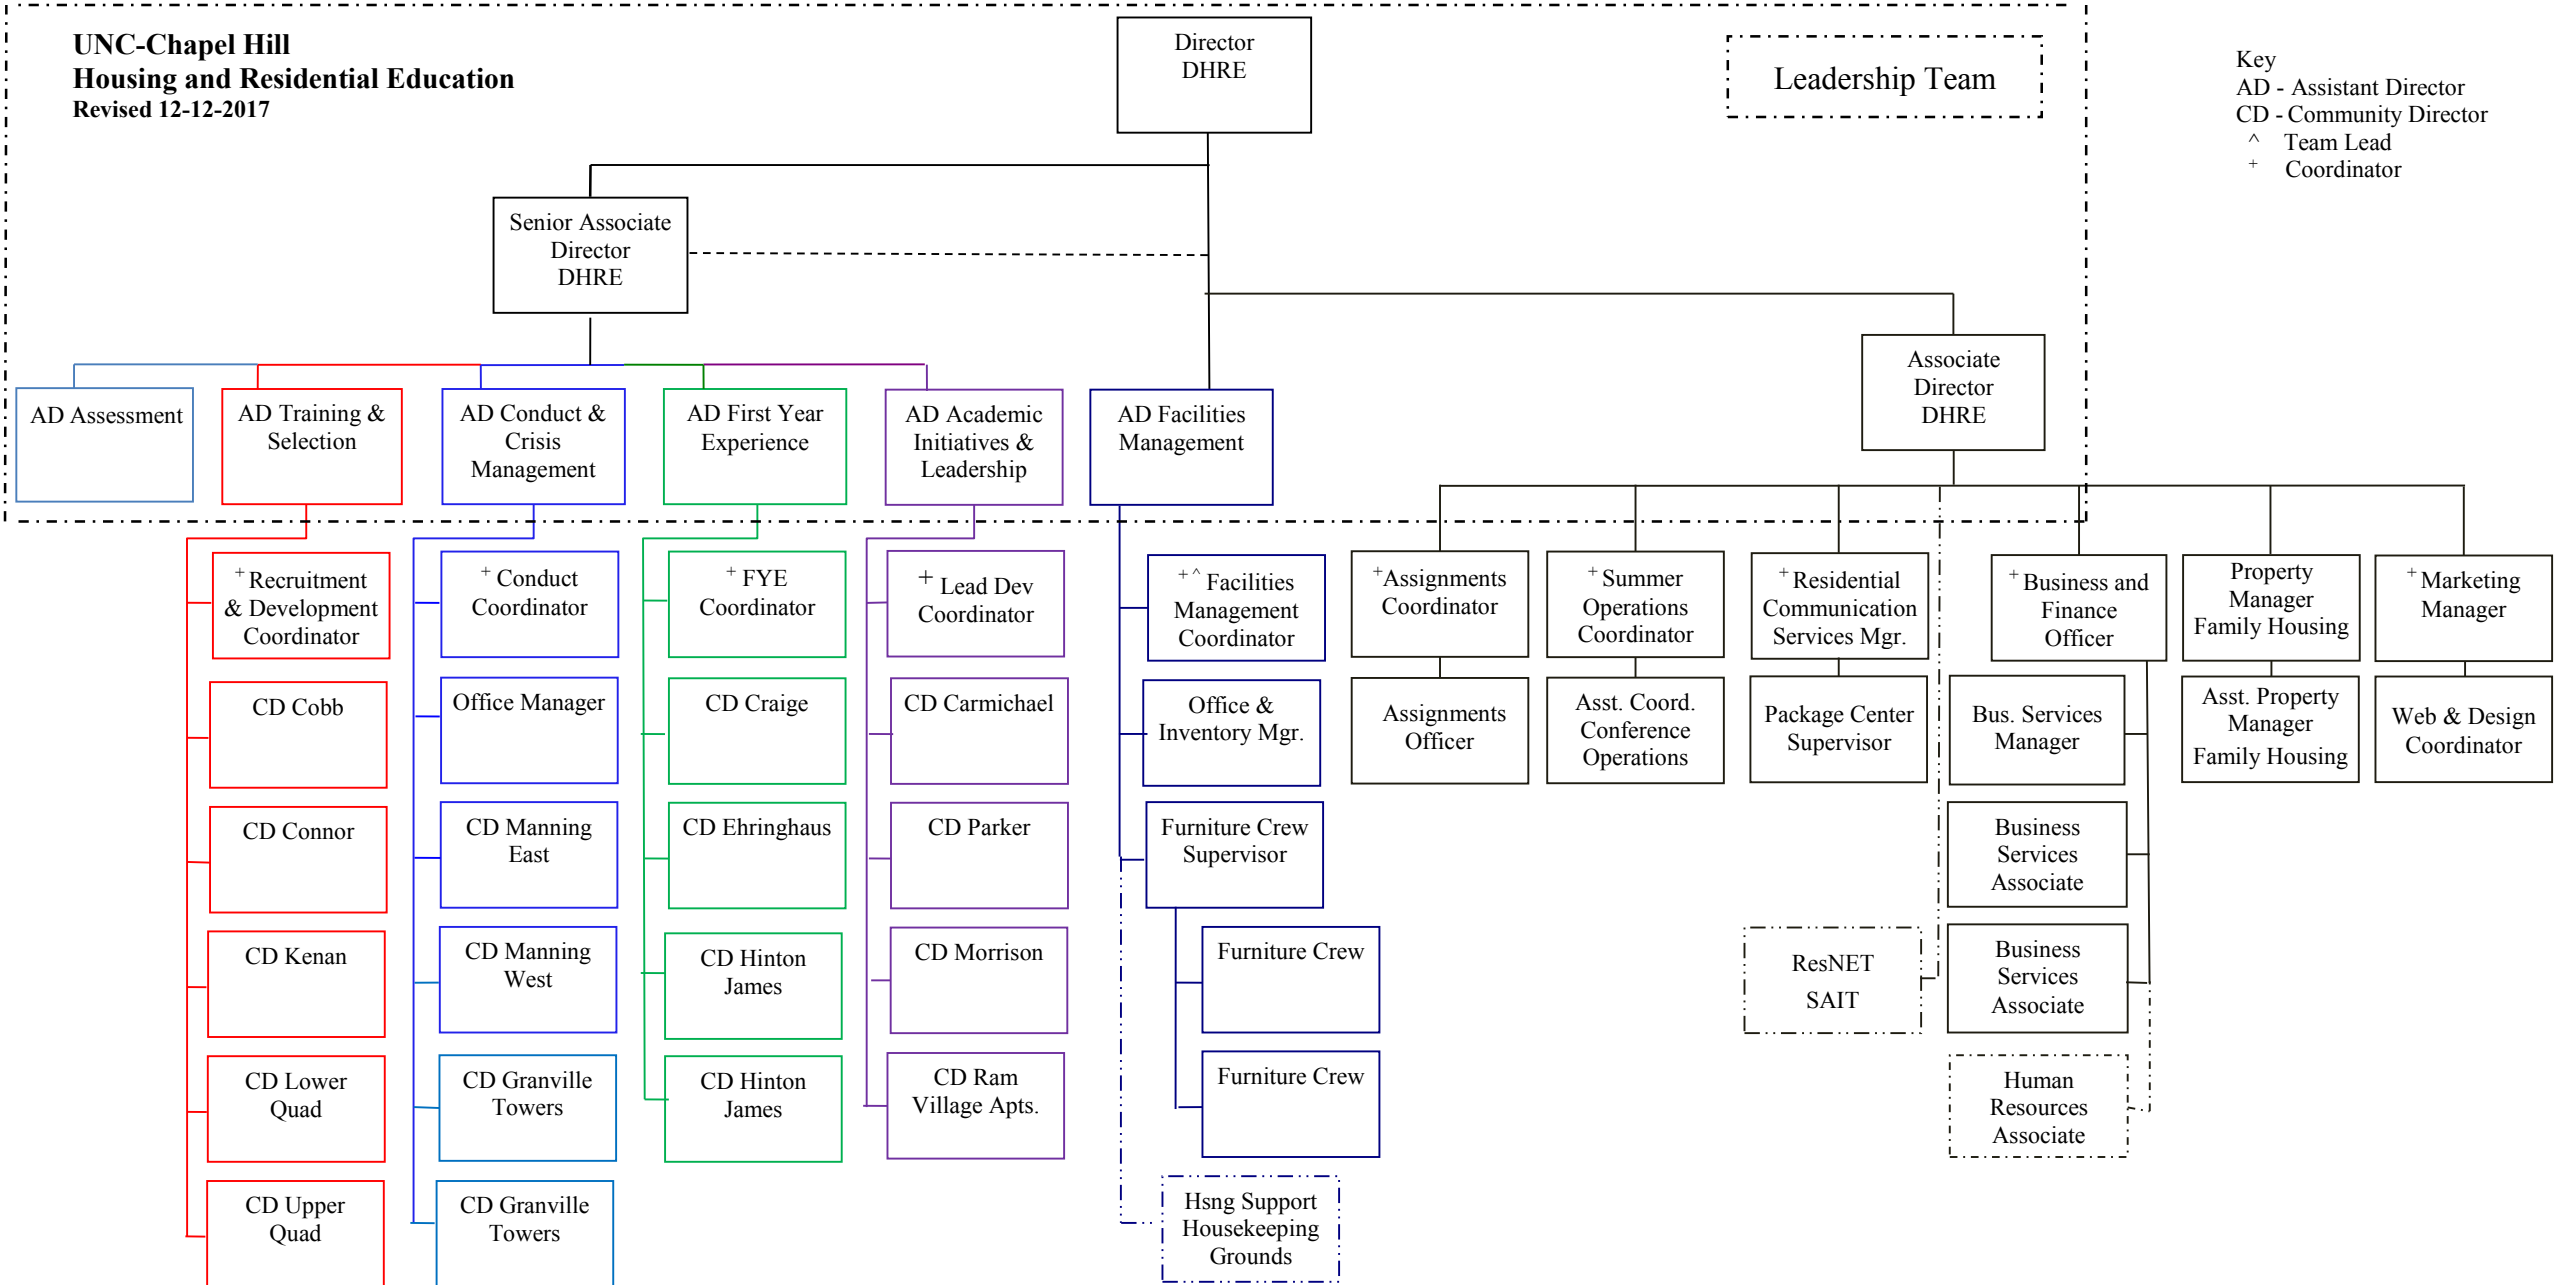 UNC-Chapel Hill
Housing and Residential Education
Revised 12-12-2017
Director
DHRE
Leadership Team
Key
AD - Assistant Director
CD - Community Director
^ Team Lead
+ Coordinator
Senior Associate
Director
DHRE
Associate
Director
DHRE
AD Assessment
AD Training &
Selection
AD Conduct &
Crisis
Management
AD First Year
Experience
AD Academic
Initiatives &
Leadership
AD Facilities
Management
+ Recruitment
& Development
Coordinator
CD Cobb
CD Connor
CD Kenan
CD Lower
Quad
CD Upper
Quad
+ Conduct
Coordinator
Office Manager
CD Manning
East
CD Manning
West
CD Granville
Towers
CD Granville
Towers
+ FYE
Coordinator
CD Craige
CD Ehringhaus
CD Hinton
James
CD Hinton
James
+ Lead Dev
Coordinator
CD Carmichael
CD Parker
CD Morrison
CD Ram
Village Apts.
+ ^ Facilities
Management
Coordinator
Office &
Inventory Mgr.
Furniture Crew
Supervisor
Furniture Crew
Furniture Crew
Hsng Support
Housekeeping
Grounds
+Assignments
Coordinator
Assignments
Officer
+ Summer
Operations
Coordinator
Asst. Coord.
Conference
Operations
+ Residential
Communication
Services Mgr.
Package Center
Supervisor
ResNET
SAIT
+ Business and
Finance
Officer
Bus. Services
Manager
Business
Services
Associate
Business
Services
Associate
Human
Resources
Associate
Property
Manager
Family Housing
Asst. Property
Manager
Family Housing
+ Marketing
Manager
Web & Design
Coordinator